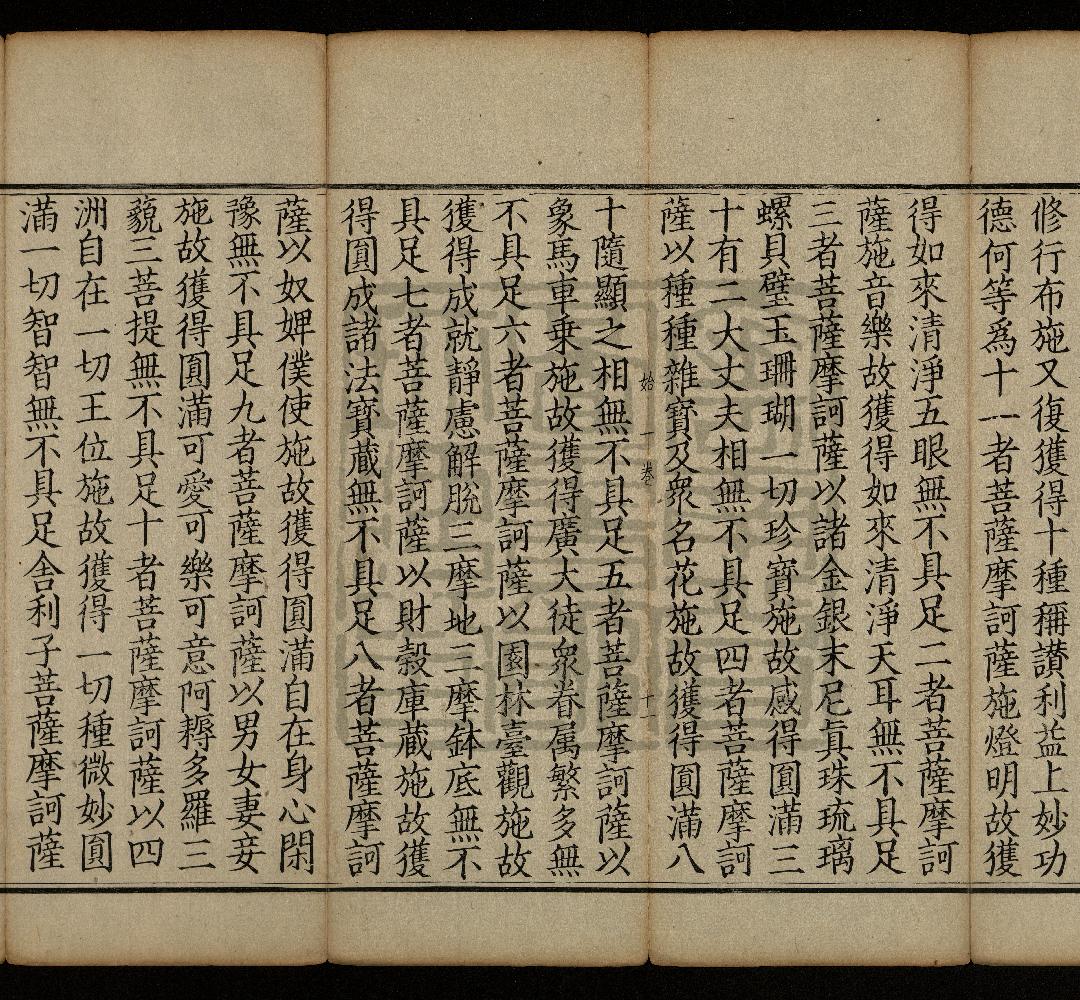 修行布施又復獲得十種稱讃利益上妙功
德何等爲十一者菩薩摩訶薩施燈明故獲
得如來清淨五眼無不具足二者菩薩摩訶
薩施音樂故獲得如來清淨天耳無不具足
三者菩薩摩訶薩以諸金銀末尼真珠琉璃
螺貝璧玉珊瑚一切珍寳施故感得圓滿三
十有二大丈夫相無不具足四者菩薩摩訶
薩以種種雜寳及衆名花施故獲得圓滿八
始 一卷 十一
十隨顯之相無不具足五者菩薩摩訶薩以
象馬車乗施故獲得廣大徒衆眷属繁多無
不具足六者菩薩摩訶薩以園林臺觀施故
獲得成就靜慮解脫三摩地三摩鉢底無不
具足七者菩薩摩訶薩以財穀庫藏施故獲
得圓成諸法寳藏無不具足八者菩薩摩訶
薩以奴婢僕使施故獲得圓滿自在身心閑
豫無不具足九者菩薩摩訶薩以男女妻妾
施故獲得圓滿可愛可樂可意阿耨多羅三
藐三菩提無不具足十者菩薩摩訶薩以四
洲自在一切王位施故獲得一切種微妙圓
滿一切智智無不具足舎利子菩薩摩訶薩